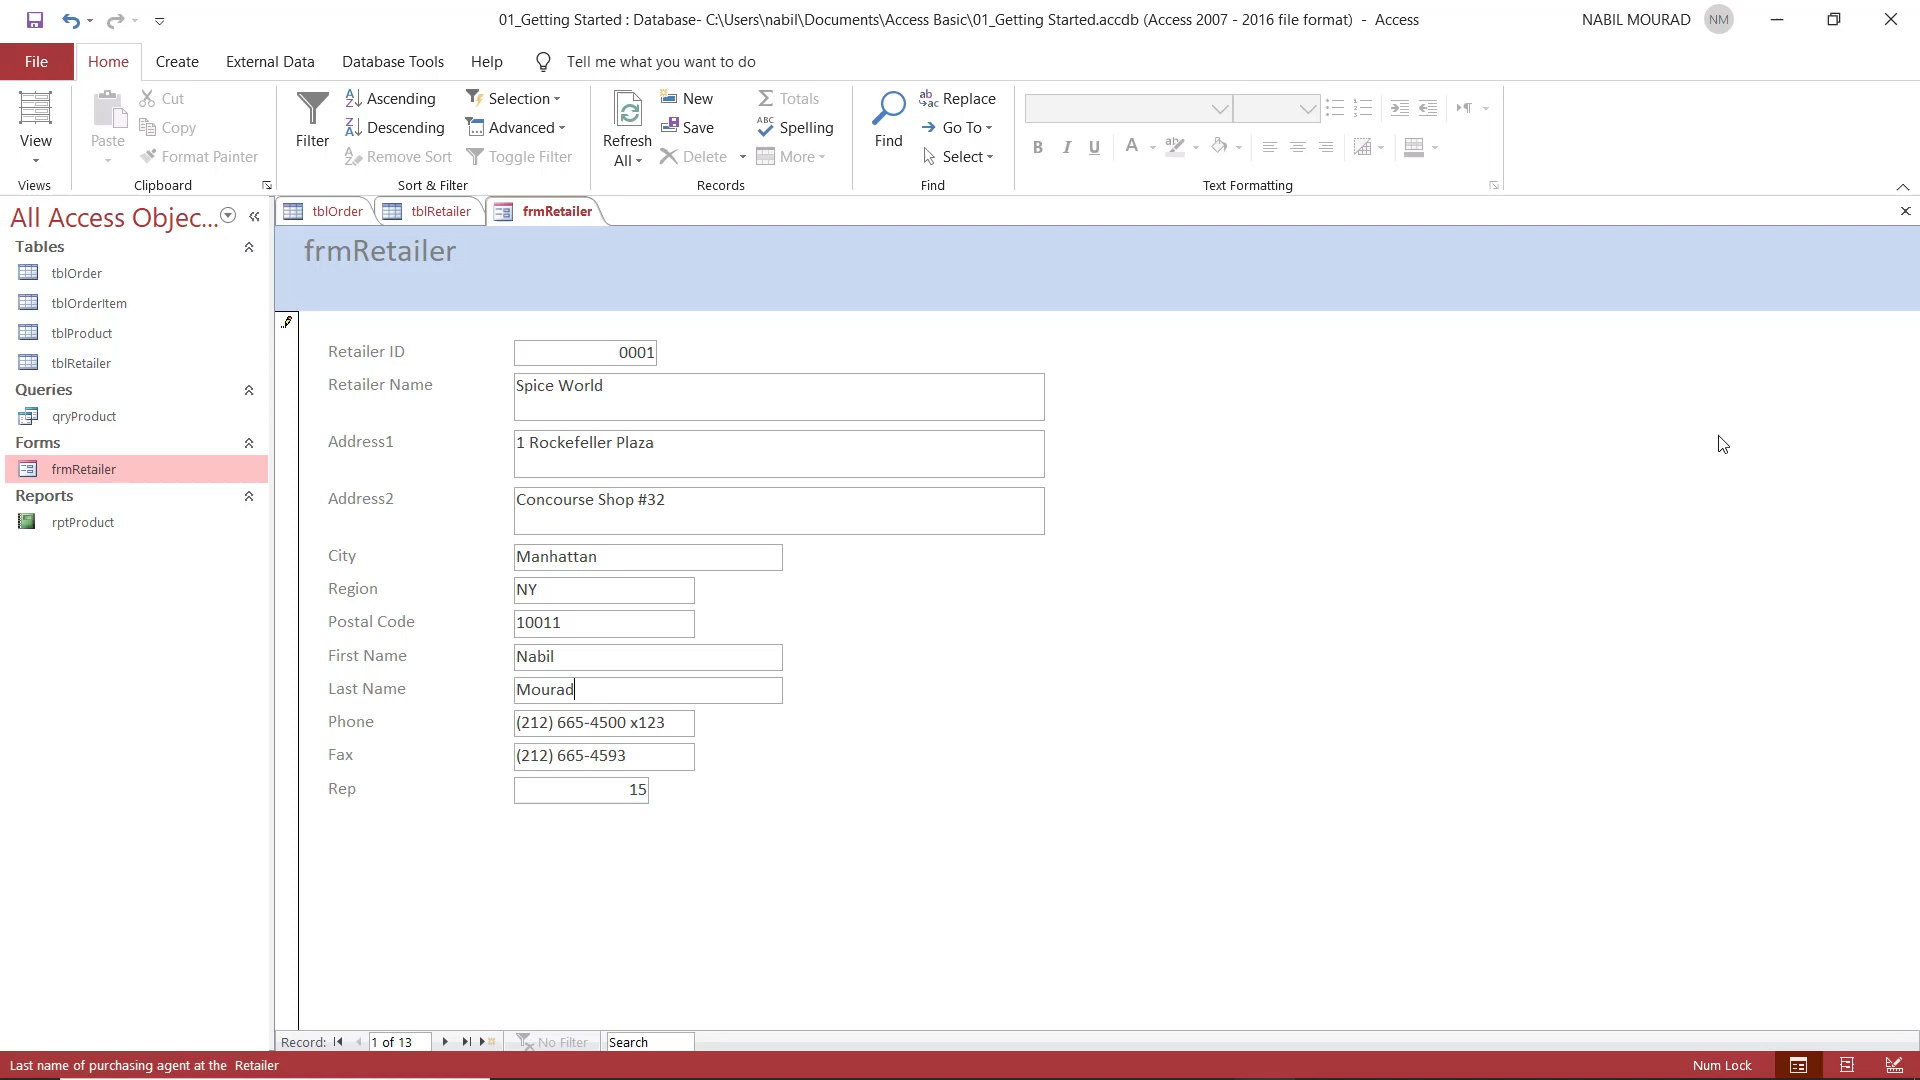 01_Getting Started : Database- C:\Users\nabil\Documents\Access Basic\01_Getting Started.accdb (Access 2007 - 2016 file format) - Access
NABIL MOURAD NM
File Home Create External Data Database Tools Help Tell me what you want to do
View
Views
Paste
Cut
Copy
Format Painter
Clipboard
Filter
Ascending
Descending
Remove Sort
Selection
Advanced
Toggle Filter
Sort & Filter
Refresh
All
New
Save
Delete
Totals
Spelling
More
Records
Find
Replace
Go To
Select
Find
B I U A
Text Formatting
All Access Objec...
Tables
tblOrder
tblOrderItem
tblProduct
tblRetailer
Queries
qryProduct
Forms
frmRetailer
Reports
rptProduct
tblOrder tblRetailer frmRetailer
frmRetailer
Retailer ID 0001
Retailer Name Spice World
Address1 1 Rockefeller Plaza
Address2 Concourse Shop #32
City Manhattan
Region NY
Postal Code 10011
First Name Nabil
Last Name Mourad
Phone (212) 665-4500 x123
Fax (212) 665-4593
Rep 15
Record: 1 of 13 No Filter Search
Last name of purchasing agent at the Retailer
Num Lock